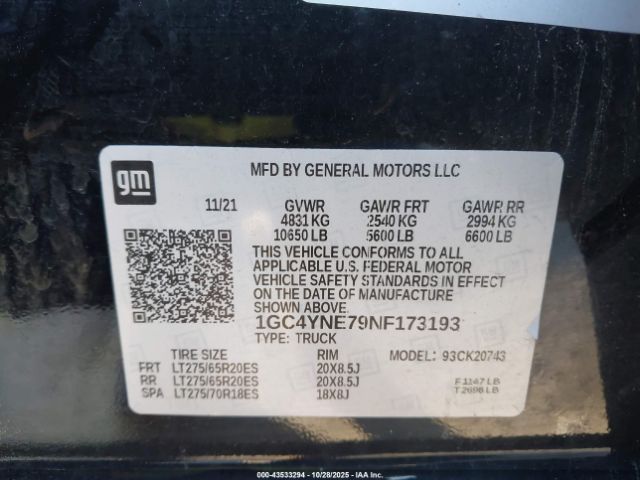 gm
MFD BY GENERAL MOTORS LLC
11/21 GVWR GAWR FRT GAWR RR
4831 KG 2540 KG 2994 KG
10650 LB 5600 LB 6600 LB
THIS VEHICLE CONFORMS TO ALL
APPLICABLE U.S. FEDERAL MOTOR
VEHICLE SAFETY STANDARDS IN EFFECT
ON THE DATE OF MANUFACTURE
SHOWN ABOVE.
1GC4YNE79NF173193
TYPE: TRUCK
TIRE SIZE RIM MODEL: 93CK20743
FRT LT275/65R20ES 20X8.5J
RR LT275/65R20ES 20X8.5J F1147 LB
SPA LT275/70R18ES 18X8J T2696 LB
000-43533294 - 10/28/2025 - © IAA Inc.